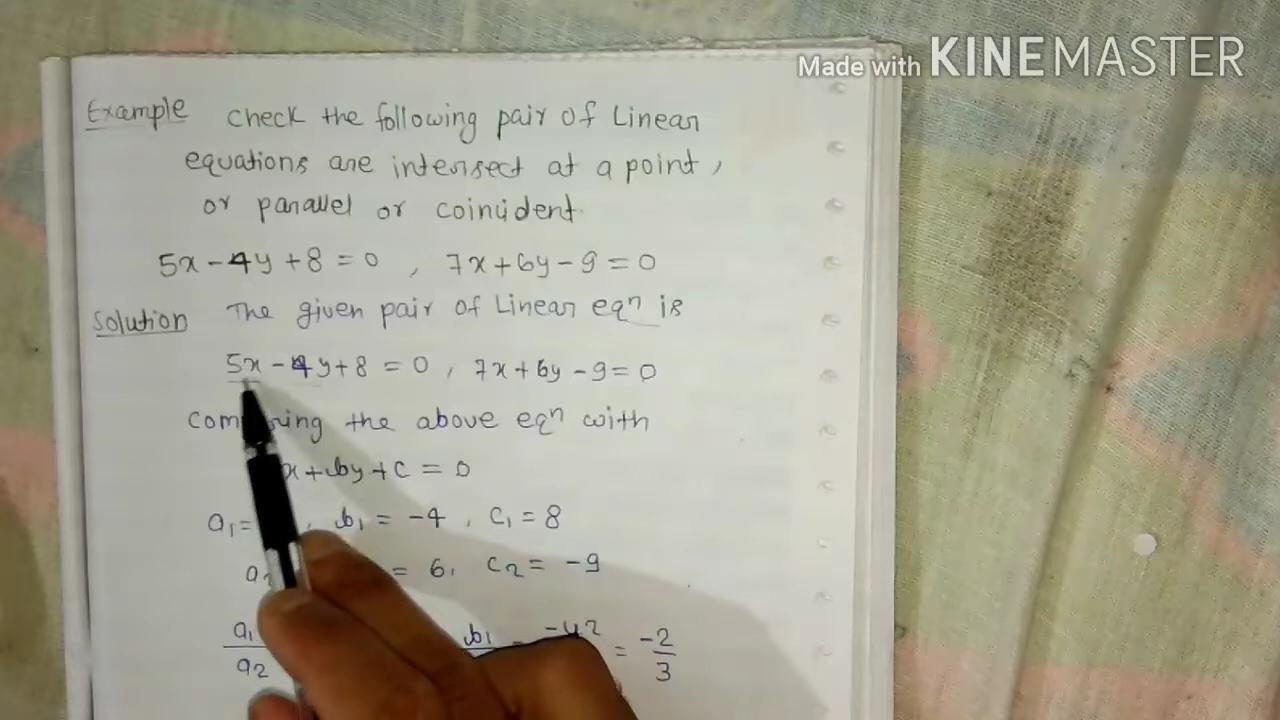 Made with KINEMASTER
Example Check the following pair of Linear
equations are intersect at a point,
or parallel or coincident.
5x - 4y + 8 = 0 , 7x + 6y - 9 = 0
Solution The given pair of Linear eqⁿ is
5x - 4y + 8 = 0 , 7x + 6y - 9 = 0
the above eqⁿ with
x + by + c = 0
a₁ = , b₁ = -4 , c₁ = 8
a₂ = 6, c₂ = -9
a₁/a₂ b₁ = -2/3